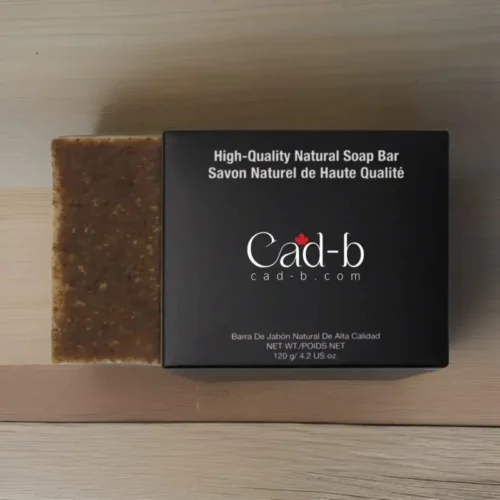 High-Quality Natural Soap Bar
Savon Naturel de Haute Qualité
Cad-b
cad-b.com
Barra De Jabón Natural De Alta Calidad
NET WT./POIDS NET
120 g/ 4.2 US oz.